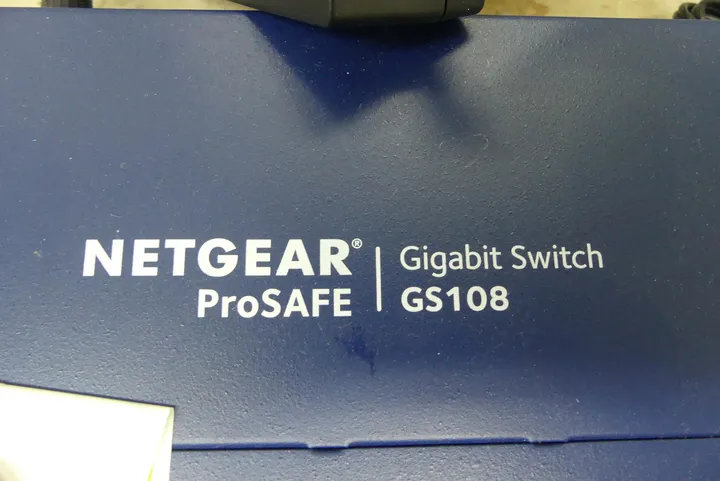 NETGEAR®
ProSAFE
Gigabit Switch
GS108